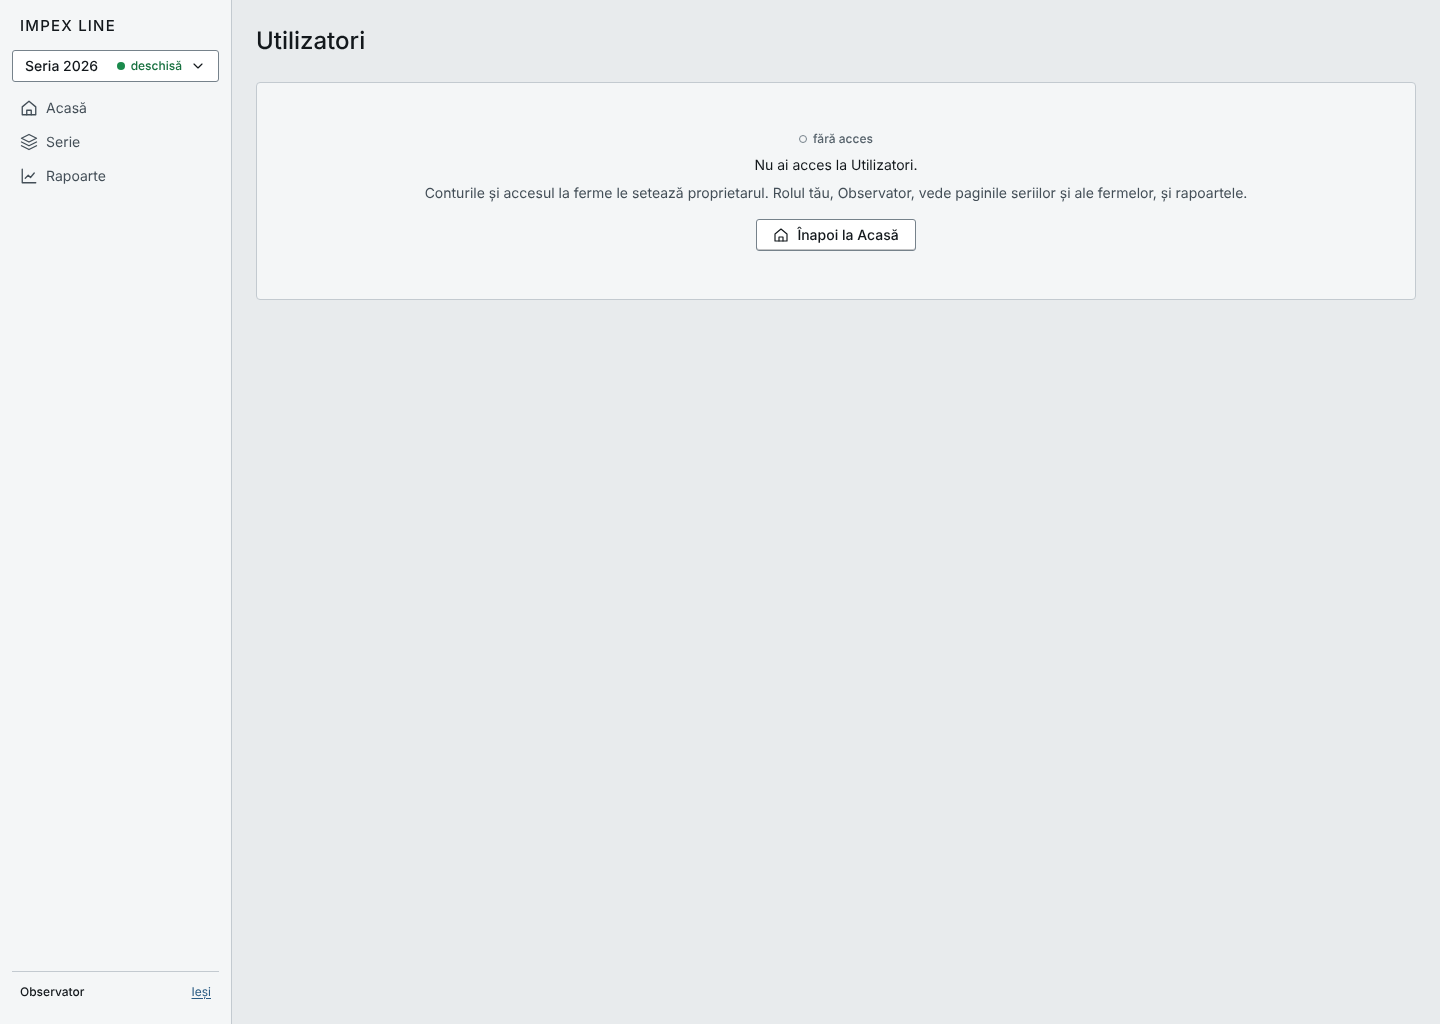 IMPEX LINE
Seria 2026 deschisă
Acasă
Serie
Rapoarte
Utilizatori
fără acces
Nu ai acces la Utilizatori.
Conturile și accesul la ferme le setează proprietarul. Rolul tău, Observator, vede paginile seriilor și ale fermelor, și rapoartele.
Înapoi la Acasă
Observator Ieși